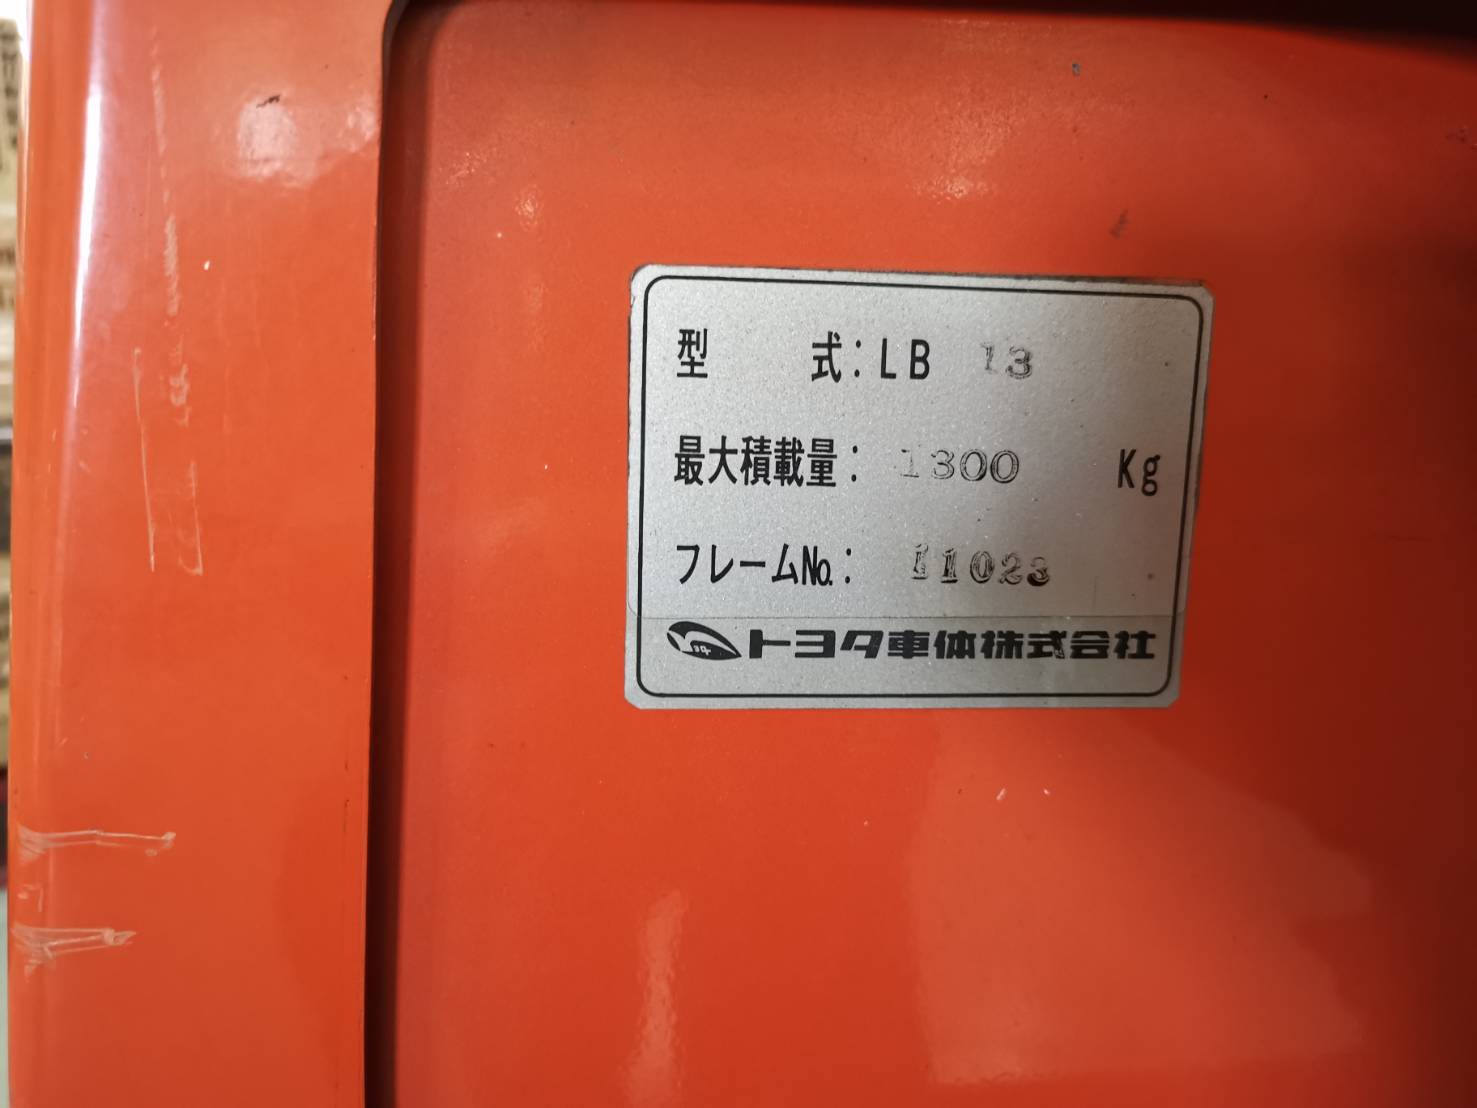 型 式:LB 13
最大積載量: 1300 Kg
フレームNo.: 11023
トヨタ車体株式会社